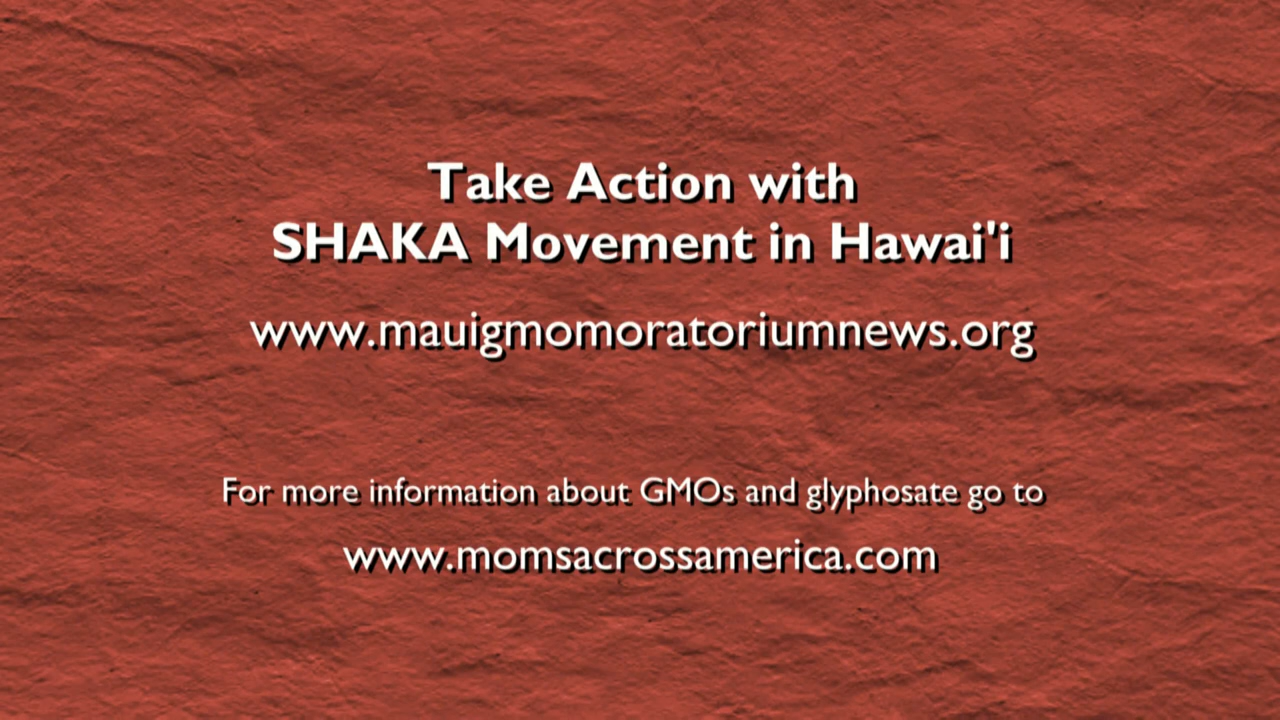 Take Action with
SHAKA Movement in Hawai'i
www.mauigmomoratoriumnews.org
For more information about GMOs and glyphosate go to
www.momsacrossamerica.com